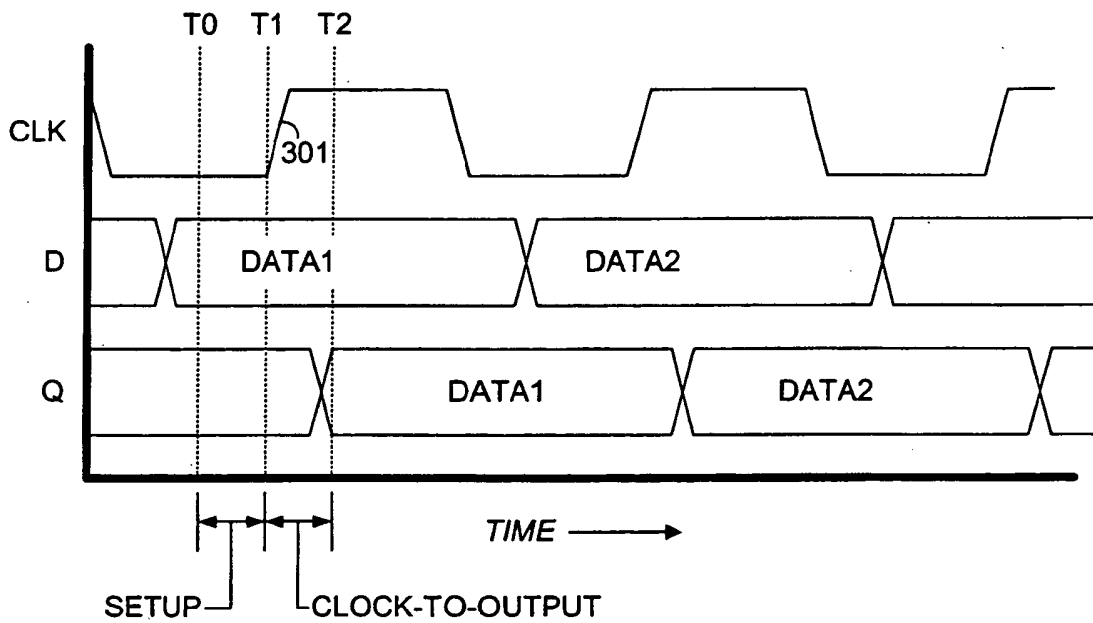 T0 T1 T2
CLK
301
D DATA1 DATA2
Q DATA1 DATA2
TIME
SETUP CLOCK-TO-OUTPUT